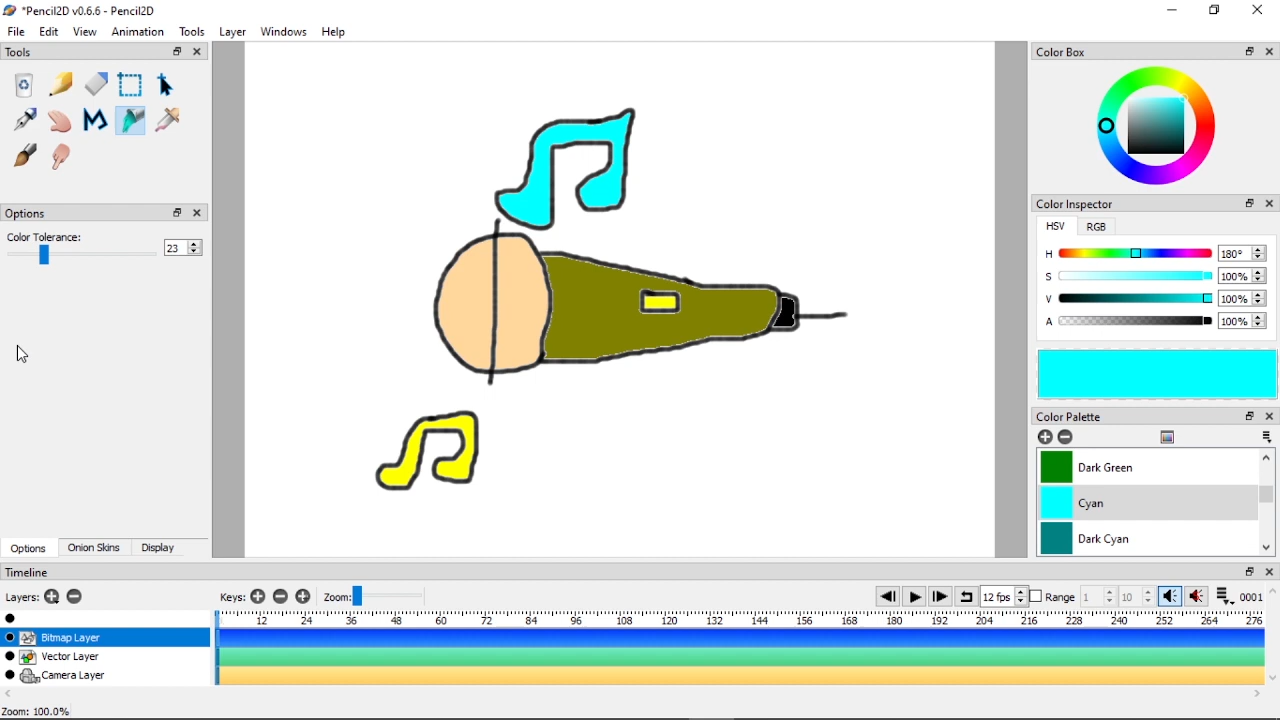 *Pencil2D v0.6.6 - Pencil2D
File Edit View Animation Tools Layer Windows Help
Tools
Options
Color Tolerance:
23
Options Onion Skins Display
Color Box
Color Inspector
HSV RGB
H 180°
S 100%
V 100%
A 100%
Color Palette
Dark Green
Cyan
Dark Cyan
Timeline
Layers: Keys: Zoom: 12 fps Range 1 10 0001
12 24 36 48 60 72 84 96 108 120 132 144 156 168 180 192 204 216 228 240 252 264 276
Bitmap Layer
Vector Layer
Camera Layer
Zoom: 100.0%